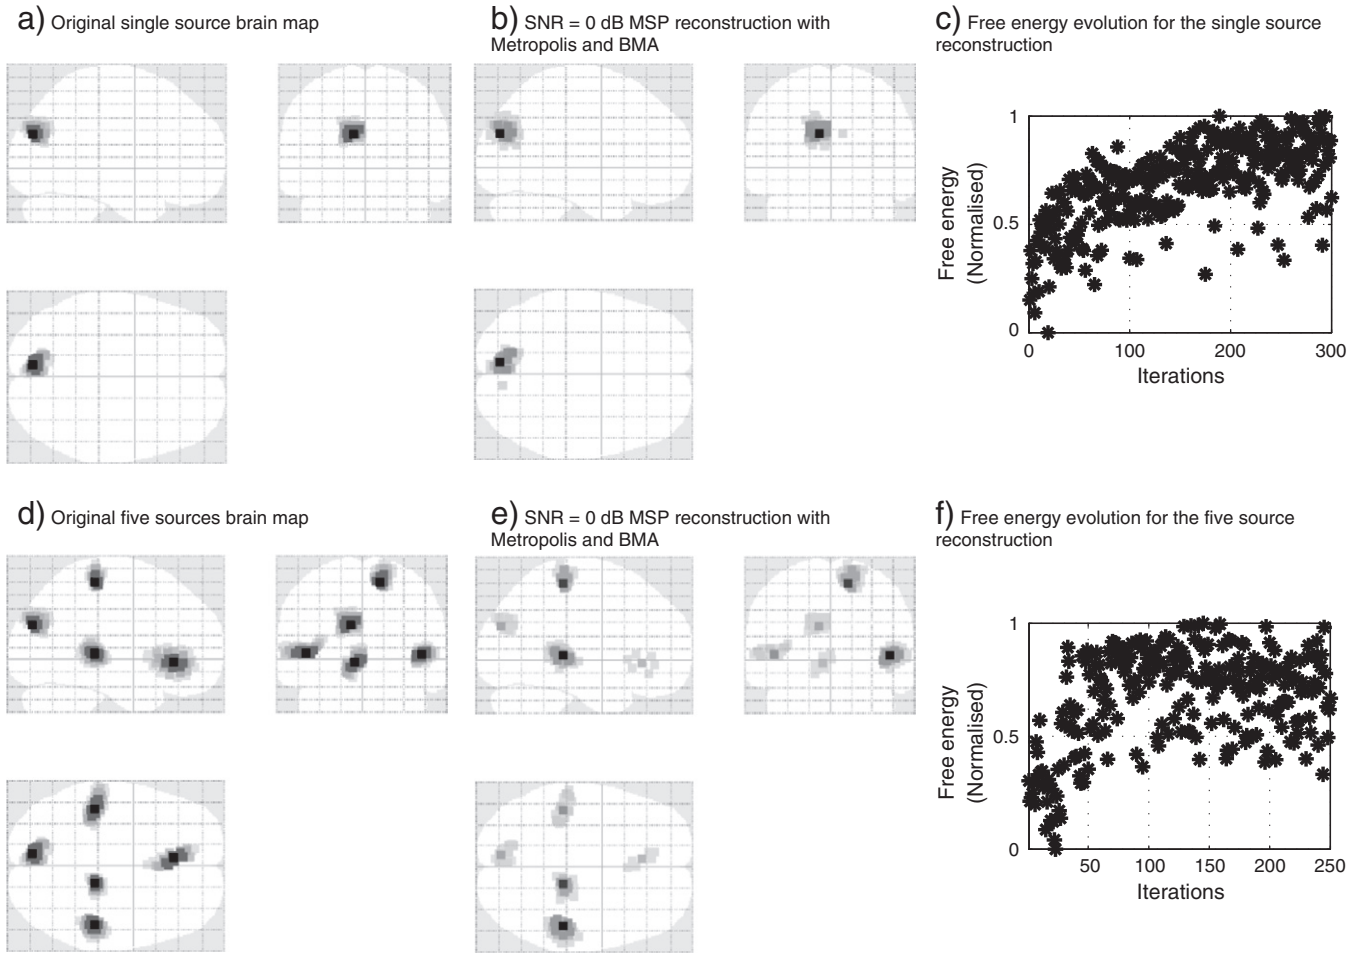 a) Original single source brain map
b) SNR = 0 dB MSP reconstruction with
Metropolis and BMA
c) Free energy evolution for the single source
reconstruction
Free energy
(Normalised)
1
0.5
0
0 100 200 300
Iterations
d) Original five sources brain map
e) SNR = 0 dB MSP reconstruction with
Metropolis and BMA
f) Free energy evolution for the five source
reconstruction
Free energy
(Normalised)
1
0.5
0
50 100 150 200 250
Iterations